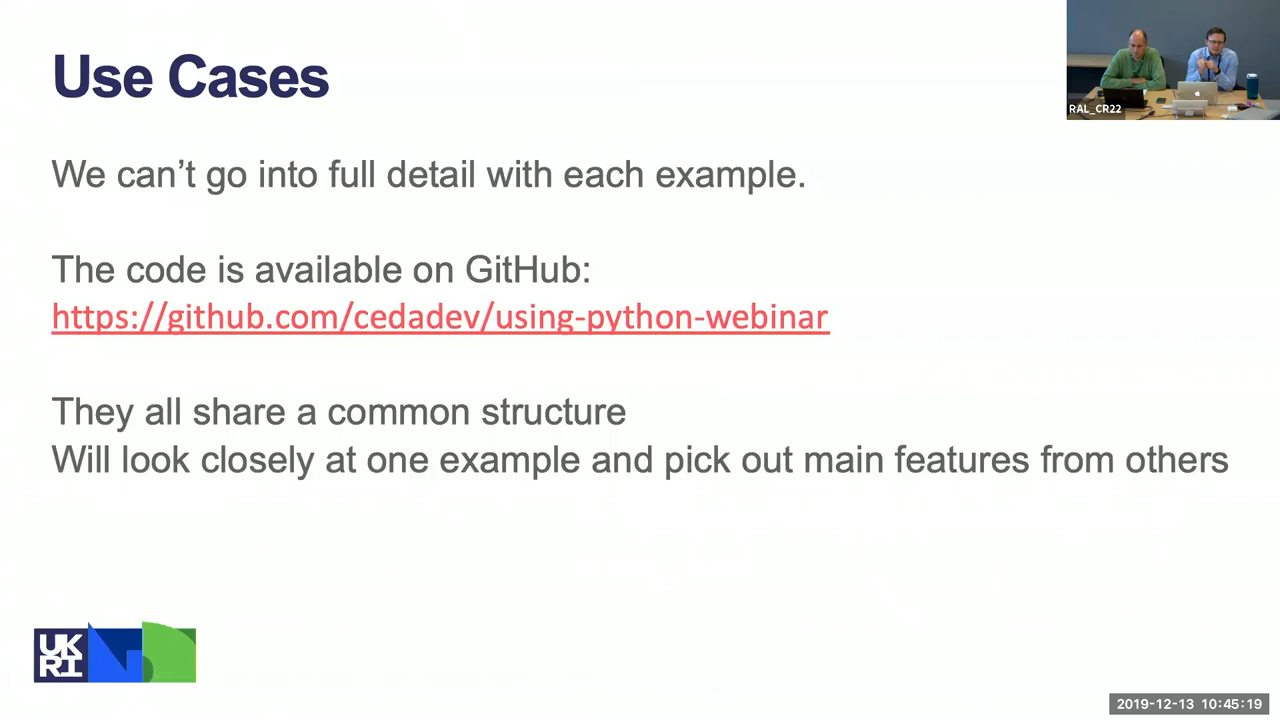 Use Cases
RAL_CR22
We can't go into full detail with each example.
The code is available on GitHub:
https://github.com/cedadev/using-python-webinar
They all share a common structure
Will look closely at one example and pick out main features from others
UK
RI
2019-12-13 10:45:19